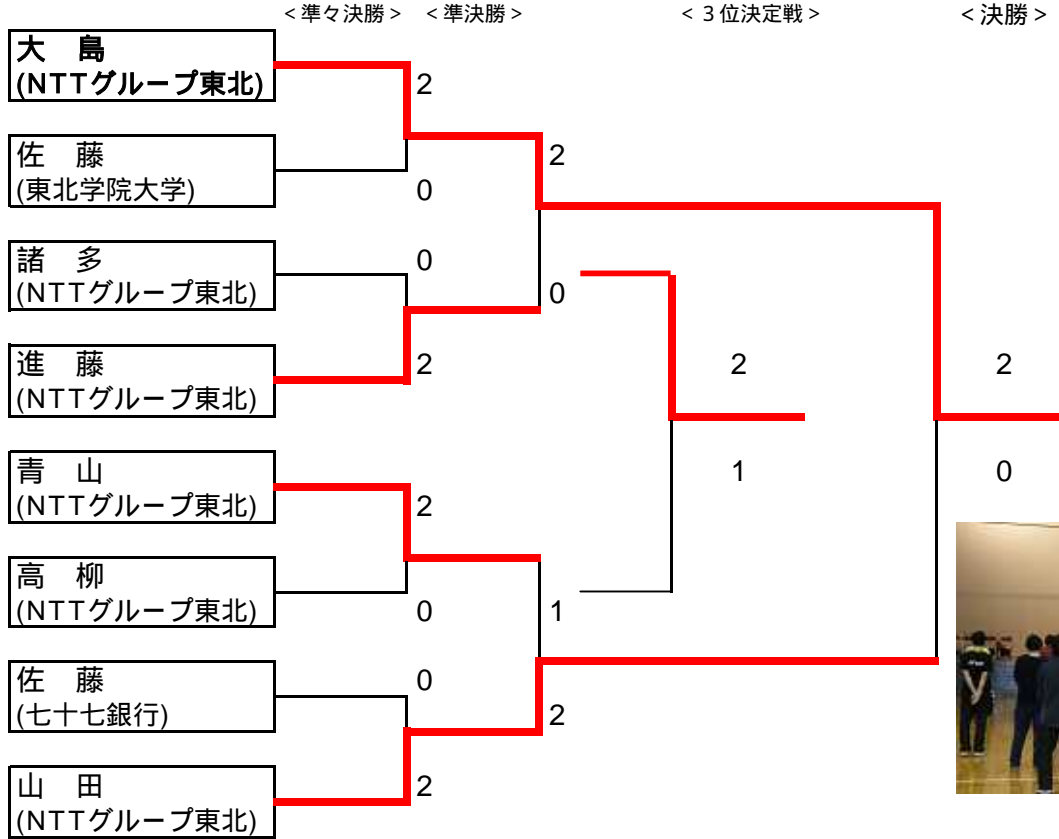 ＜準々決勝＞ ＜準決勝＞ ＜３位決定戦＞ ＜決勝＞
大　島
(NTTグループ東北)
2
佐　藤
(東北学院大学)
2
0
諸　多
(NTTグループ東北)
0
0
進　藤
(NTTグループ東北)
2
2
2
青　山
(NTTグループ東北)
1
0
2
高　柳
(NTTグループ東北)
0
1
佐　藤
(七十七銀行)
0
2
山　田
(NTTグループ東北)
2